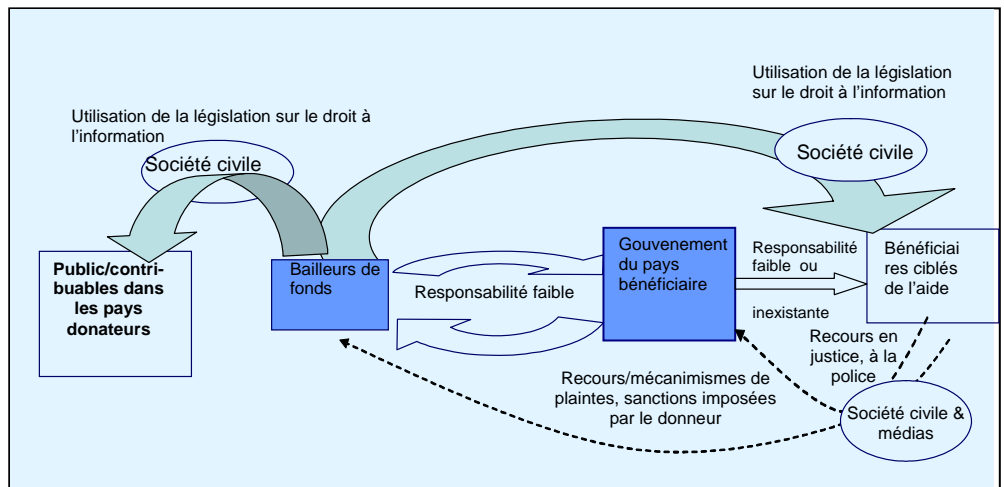 Utilisation de la législation
sur le droit à l'information
Utilisation de la législation sur le droit à
l'information
Société civile
Société civile
Public/contri-
buables dans
les pays
donateurs
Bailleurs de
fonds
Responsabilité faible
Gouvenement
du pays
bénéficiaire
Responsabilité
faible ou
inexistante
Bénéficiai
res ciblés
de l'aide
Recours en
justice, à la
police
Recours/mécanimismes de
plaintes, sanctions imposées
par le donneur
Société civile &
médias